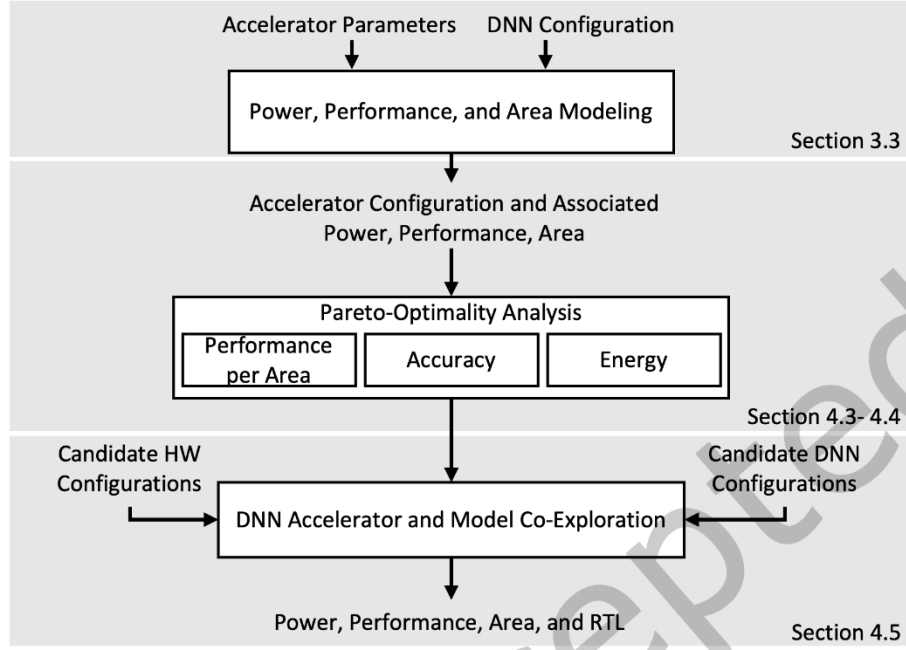 Accelerator Parameters
DNN Configuration
Power, Performance, and Area Modeling
Section 3.3
Accelerator Configuration and Associated
Power, Performance, Area
Pareto-Optimality Analysis
Performance
per Area
Accuracy
Energy
Section 4.3- 4.4
Candidate HW
Configurations
Candidate DNN
Configurations
DNN Accelerator and Model Co-Exploration
Power, Performance, Area, and RTL
Section 4.5
epted